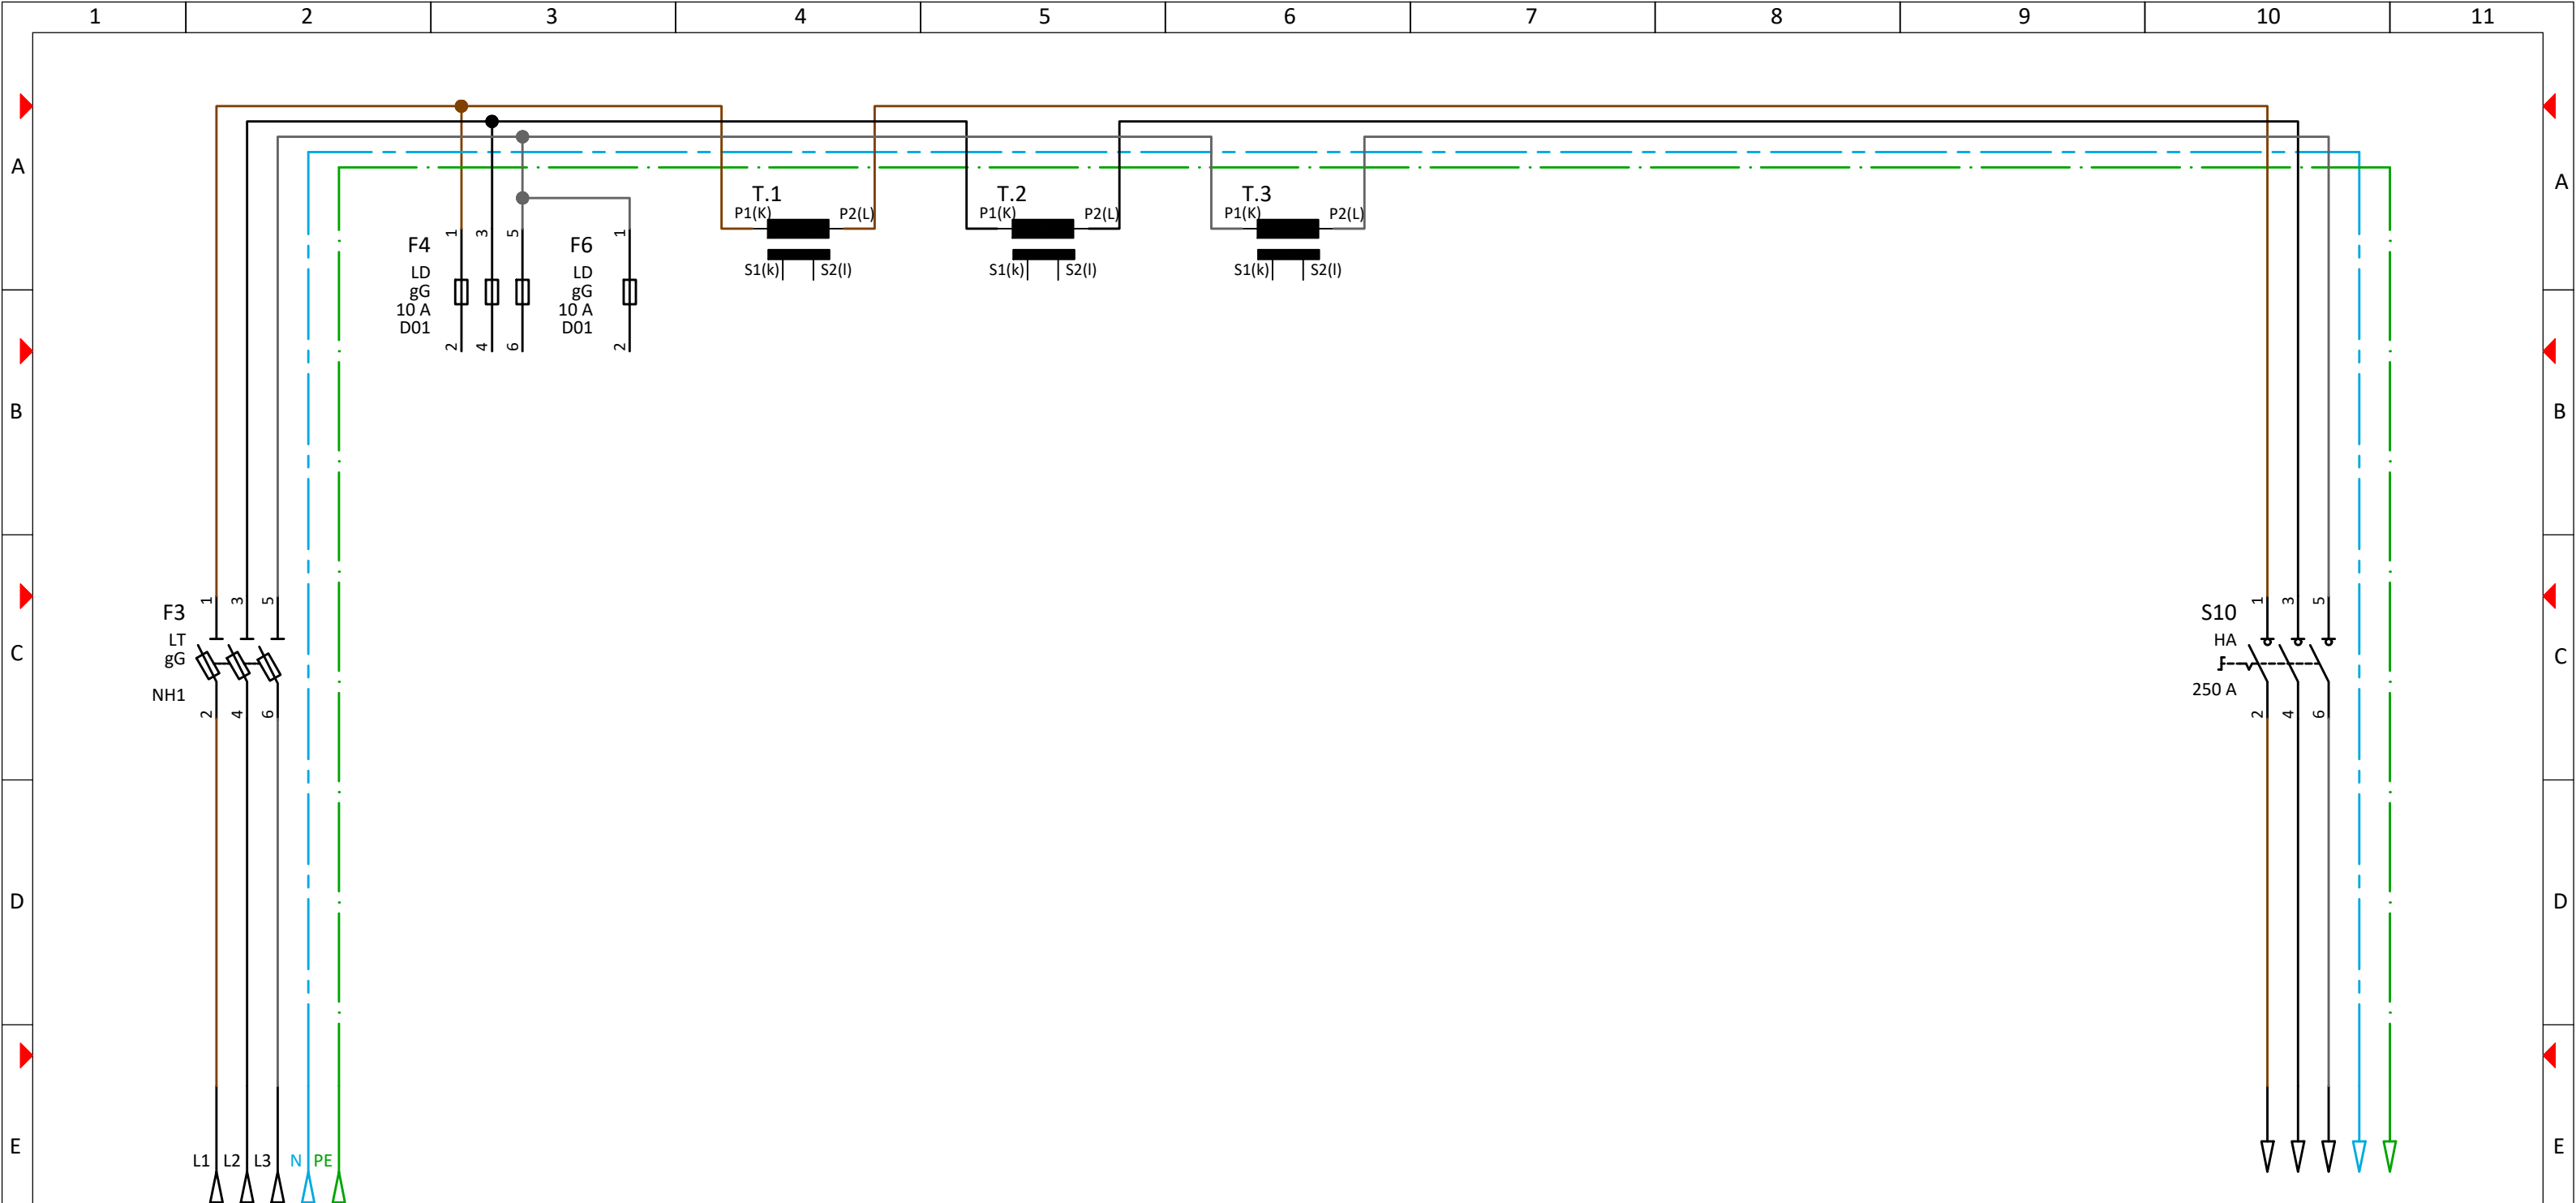 1 2 3 4 5 6 7 8 9 10 11
A A
T.1 T.2 T.3
P1(K) P2(L) P1(K) P2(L) P1(K) P2(L)
F4 1 3 5 F6 1
S1(k) S2(l) S1(k) S2(l) S1(k) S2(l)
LD LD
gG gG
10 A 10 A
D01 D01
2 4 6 2
B B
F3 1 3 5 S10 1 3 5
LT HA
gG
C C
NH1 250 A
2 4 6 2 4 6
D D
E E
L1 L2 L3 N PE